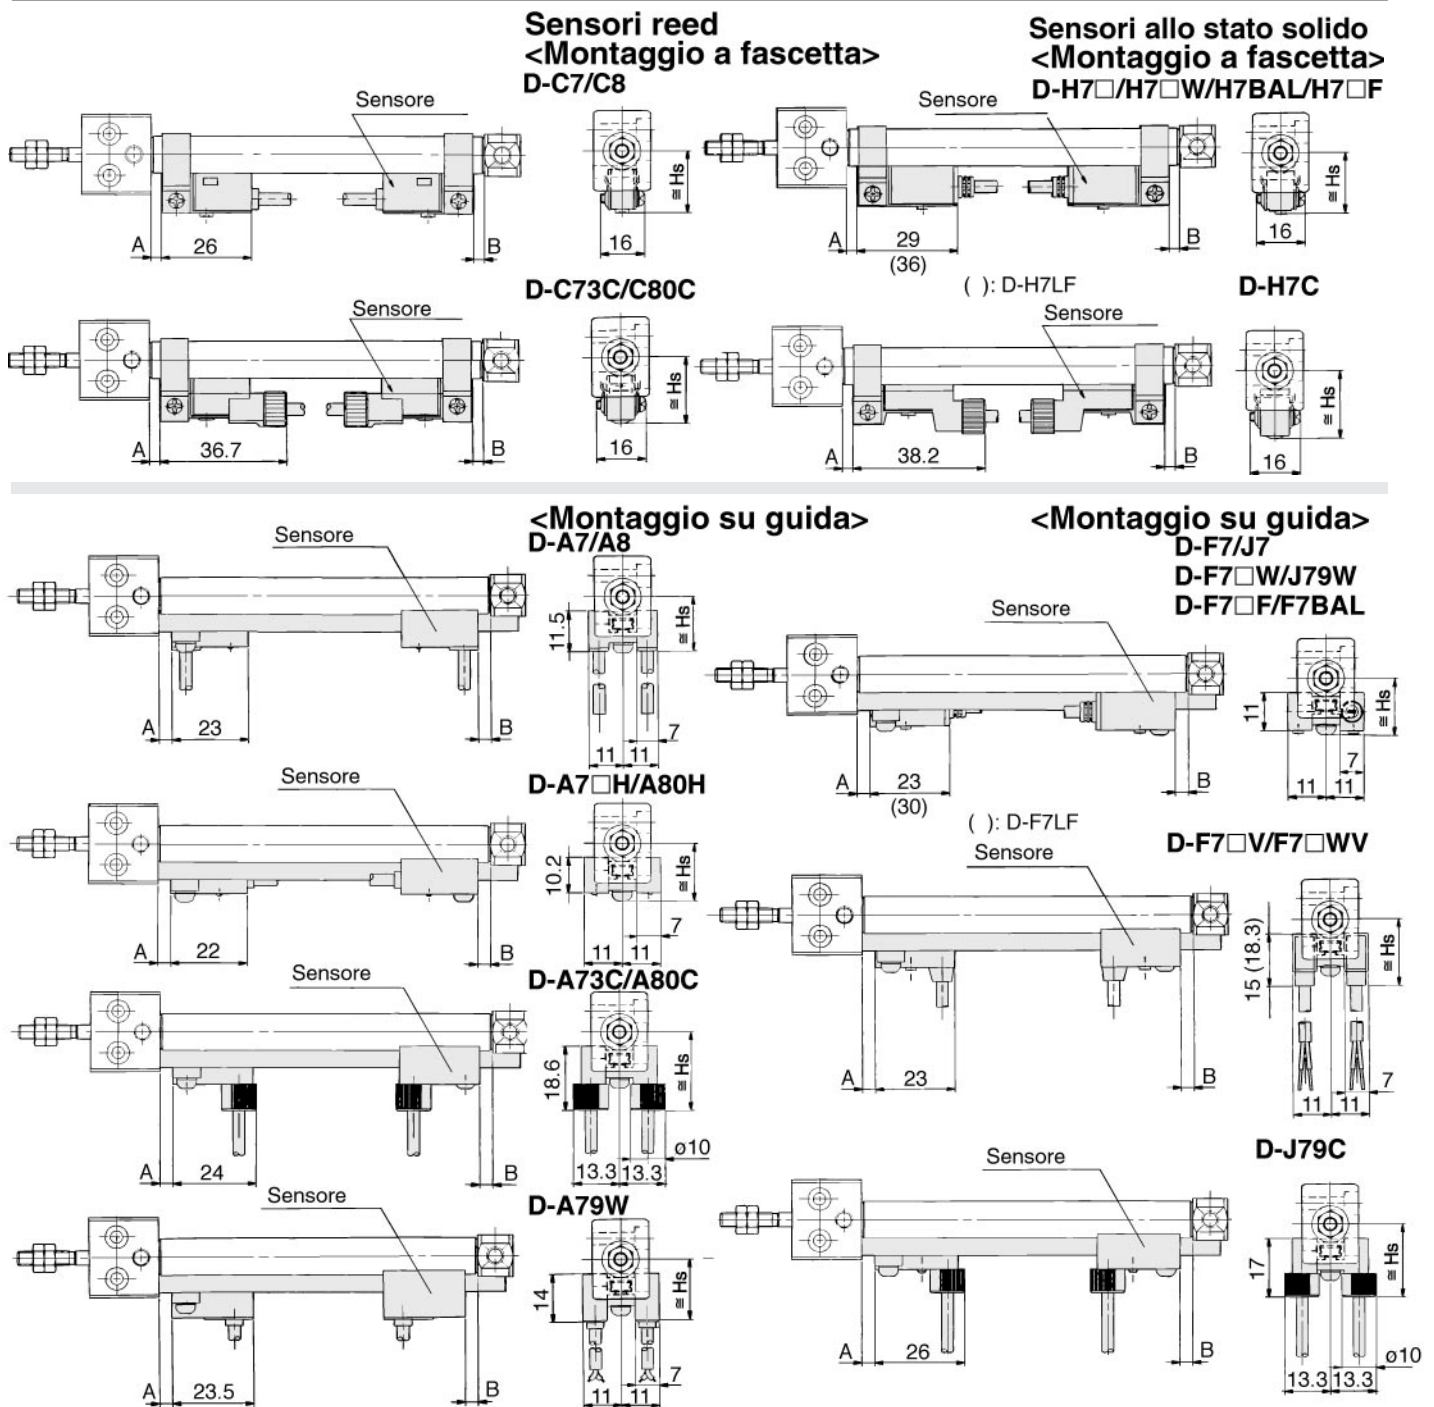 Sensori reed
<Montaggio a fascetta>
D-C7/C8
Sensore
A
26
B
≅Hs
16
Sensori allo stato solido
<Montaggio a fascetta>
D-H7□/H7□W/H7BAL/H7□F
Sensore
A
29
(36)
B
≅Hs
16
( ): D-H7LF
D-C73C/C80C
Sensore
A
36.7
B
≅Hs
16
D-H7C
Sensore
A
38.2
B
≅Hs
16
<Montaggio su guida>
D-A7/A8
Sensore
A
23
B
11.5
≅Hs
7
11
11
<Montaggio su guida>
D-F7/J7
D-F7□W/J79W
D-F7□F/F7BAL
Sensore
A
23
(30)
B
11
≅Hs
7
11
11
( ): D-F7LF
D-A7□H/A80H
Sensore
A
22
B
10.2
≅Hs
7
11
11
D-F7□V/F7□WV
Sensore
A
23
B
15 (18.3)
≅Hs
7
11
11
D-A73C/A80C
Sensore
A
24
B
18.6
≅Hs
ø10
13.3
13.3
D-J79C
Sensore
A
26
B
17
≅Hs
ø10
13.3
13.3
D-A79W
Sensore
A
23.5
B
14
≅Hs
7
11
11